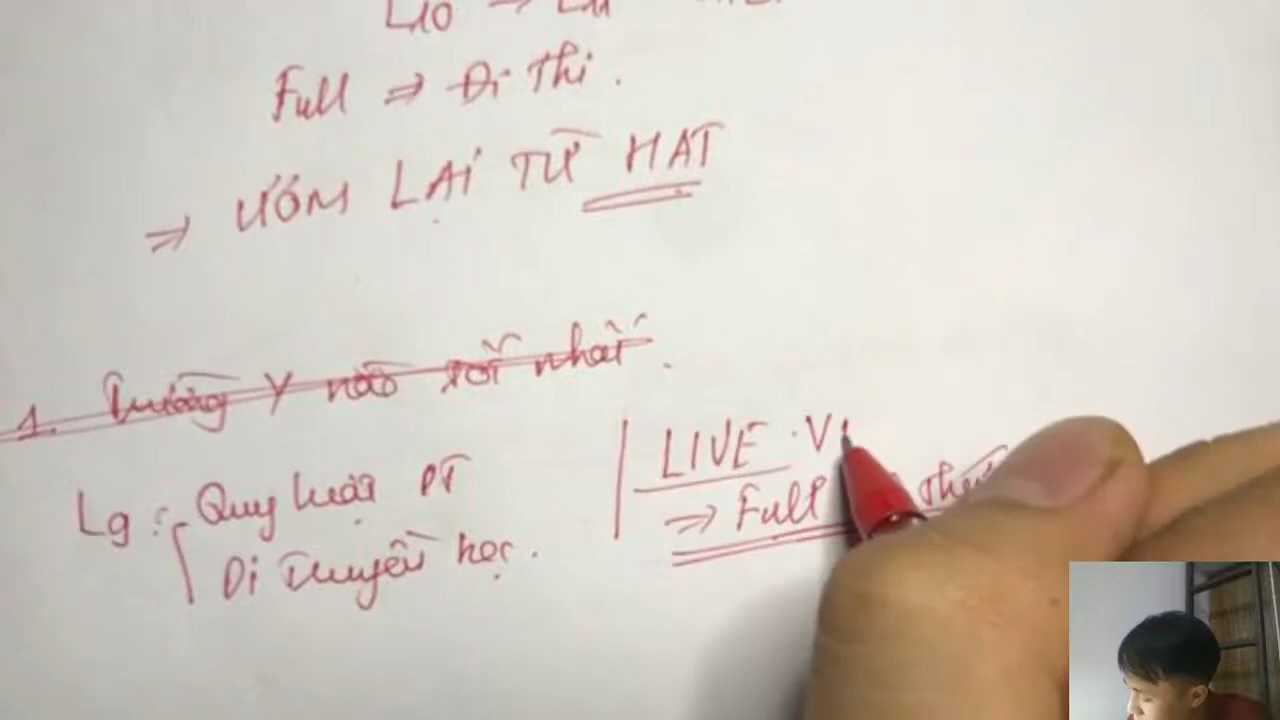 Full => Đi Thi.
=> ƯƠM LẠI TỪ HẠT
1. Trường Y nào tốt nhất.
Lg: Quy luật DT
Di Truyền học.
LIVE
=> Full